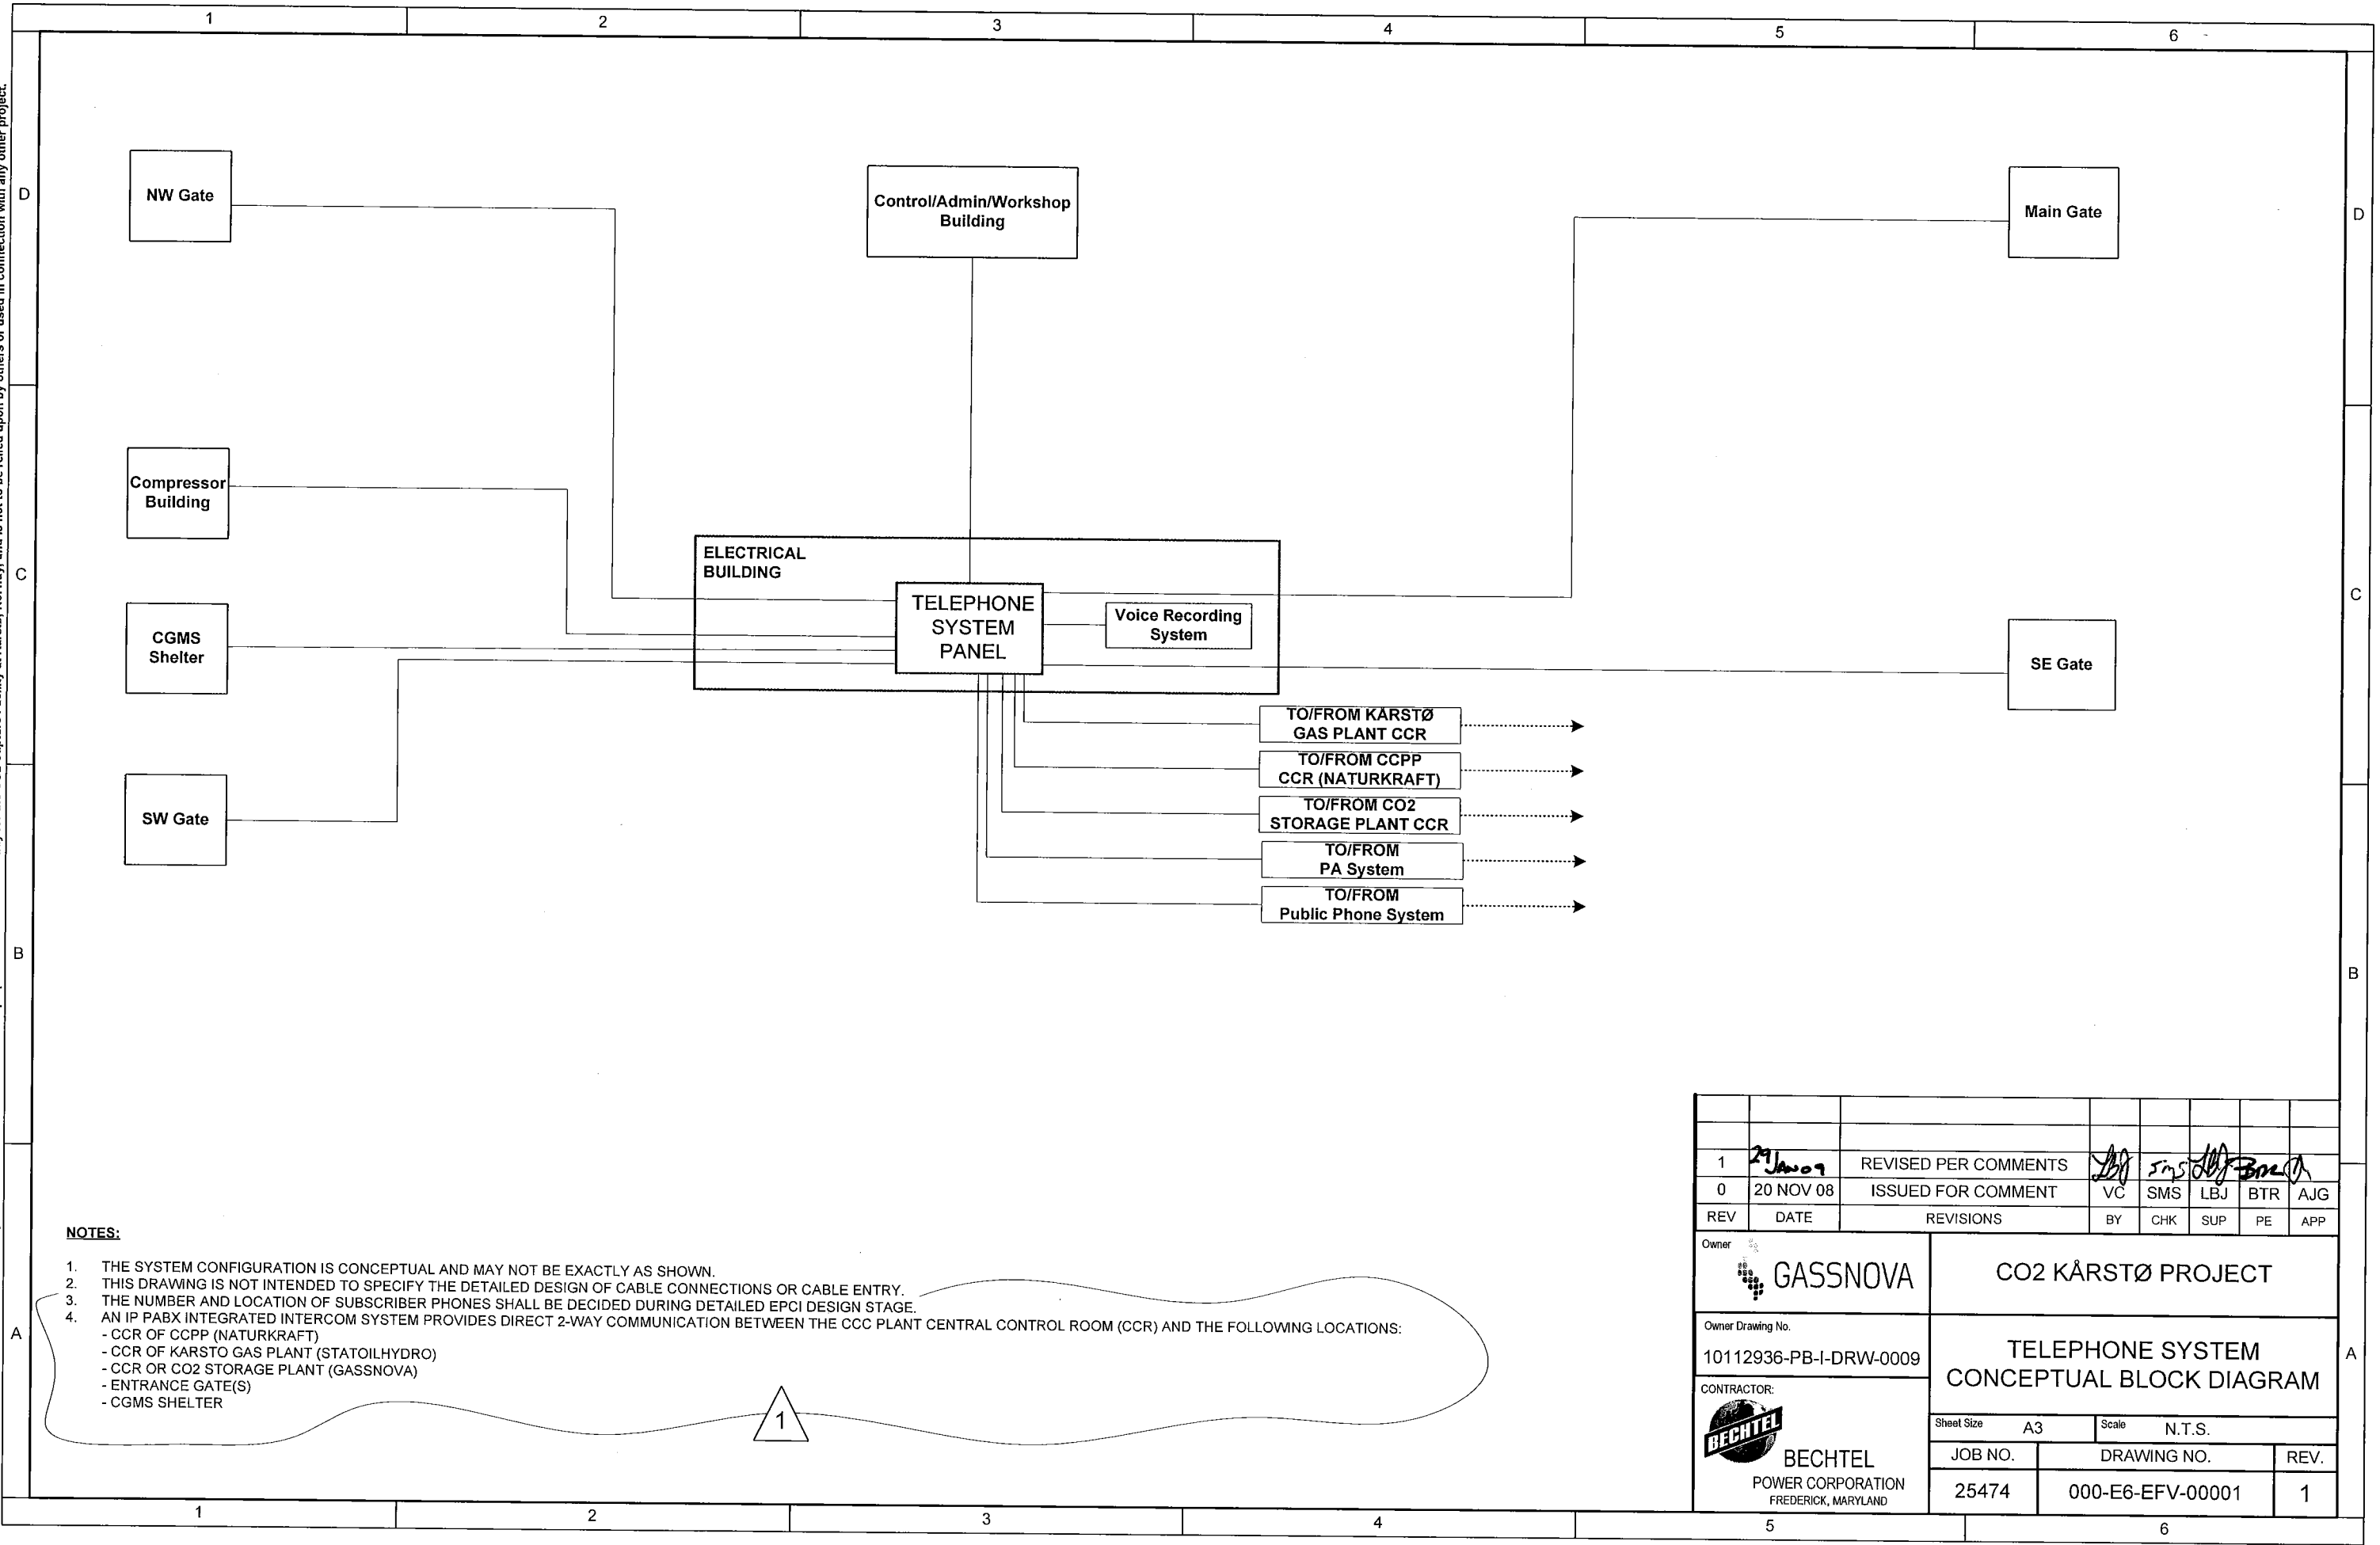 1 2 3 4 5 6
D
D
C
C
B
B
A
A
NW Gate
Control/Admin/Workshop
Building
Main Gate
Compressor
Building
ELECTRICAL
BUILDING
TELEPHONE
SYSTEM
PANEL
Voice Recording
System
CGMS
Shelter
SE Gate
SW Gate
TO/FROM KÅRSTØ
GAS PLANT CCR
TO/FROM CCPP
CCR (NATURKRAFT)
TO/FROM CO2
STORAGE PLANT CCR
TO/FROM
PA System
TO/FROM
Public Phone System
NOTES:
1. THE SYSTEM CONFIGURATION IS CONCEPTUAL AND MAY NOT BE EXACTLY AS SHOWN.
2. THIS DRAWING IS NOT INTENDED TO SPECIFY THE DETAILED DESIGN OF CABLE CONNECTIONS OR CABLE ENTRY.
3. THE NUMBER AND LOCATION OF SUBSCRIBER PHONES SHALL BE DECIDED DURING DETAILED EPCI DESIGN STAGE.
4. AN IP PABX INTEGRATED INTERCOM SYSTEM PROVIDES DIRECT 2-WAY COMMUNICATION BETWEEN THE CCC PLANT CENTRAL CONTROL ROOM (CCR) AND THE FOLLOWING LOCATIONS:
- CCR OF CCPP (NATURKRAFT)
- CCR OF KARSTO GAS PLANT (STATOILHYDRO)
- CCR OR CO2 STORAGE PLANT (GASSNOVA)
- ENTRANCE GATE(S)
- CGMS SHELTER
1
1 29 JAN 09 REVISED PER COMMENTS LBJ SMS LBJ BTR
0 20 NOV 08 ISSUED FOR COMMENT VC SMS LBJ BTR AJG
REV DATE REVISIONS BY CHK SUP PE APP
Owner
GASSNOVA
CO2 KÅRSTØ PROJECT
Owner Drawing No.
10112936-PB-I-DRW-0009
TELEPHONE SYSTEM
CONCEPTUAL BLOCK DIAGRAM
CONTRACTOR:
BECHTEL
BECHTEL
POWER CORPORATION
FREDERICK, MARYLAND
Sheet Size A3 Scale N.T.S.
JOB NO. DRAWING NO. REV.
25474 000-E6-EFV-00001 1
1 2 3 4 5 6